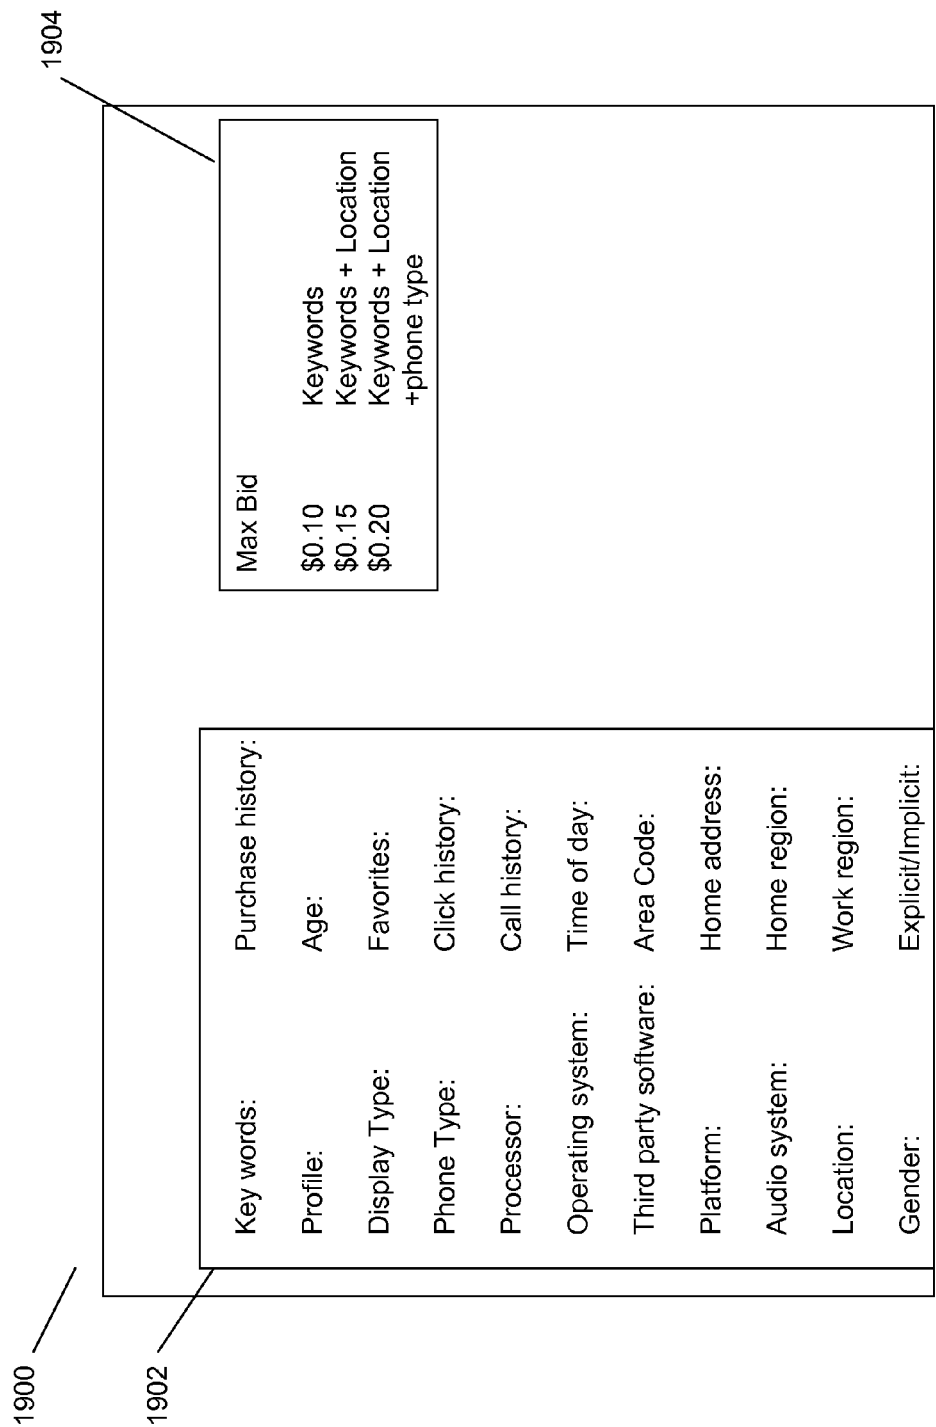 1900
1902
Key words: Purchase history:
Profile: Age:
Display Type: Favorites:
Phone Type: Click history:
Processor: Call history:
Operating system: Time of day:
Third party software: Area Code:
Platform: Home address:
Audio system: Home region:
Location: Work region:
Gender: Explicit/Implicit:
1904
Max Bid
$0.10 Keywords
$0.15 Keywords + Location
$0.20 Keywords + Location
+phone type